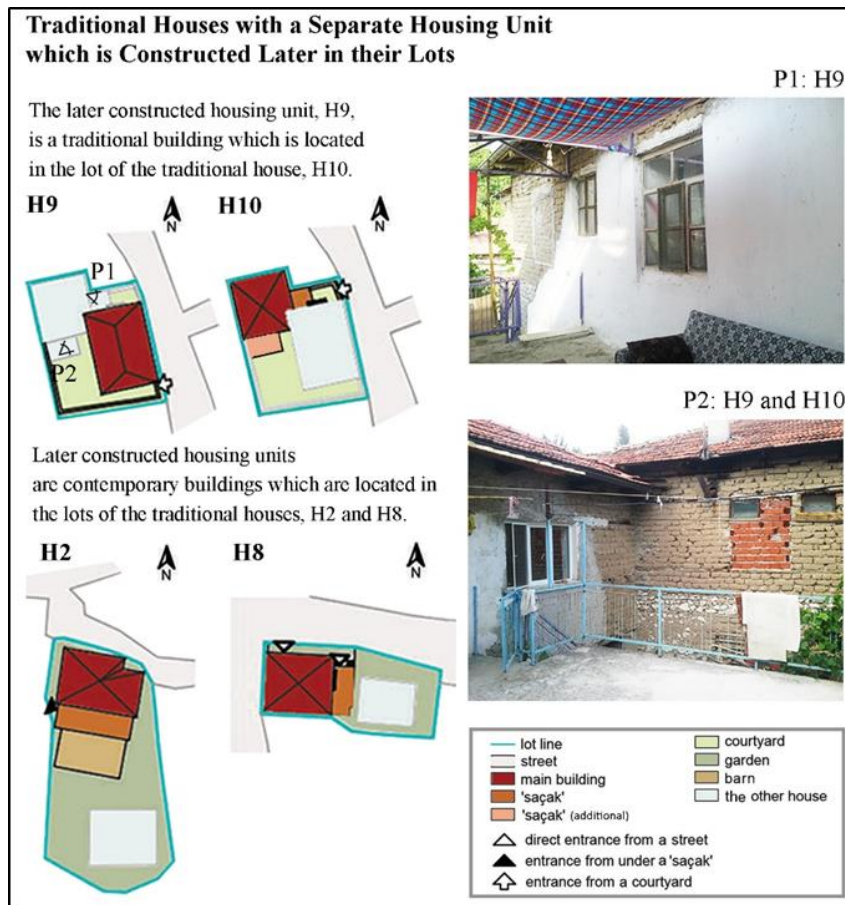 Traditional Houses with a Separate Housing Unit
which is Constructed Later in their Lots
The later constructed housing unit, H9,
is a traditional building which is located
in the lot of the traditional house, H10.
H9
N
P1
P2
H10
N
Later constructed housing units
are contemporary buildings which are located in
the lots of the traditional houses, H2 and H8.
H2
N
H8
N
P1: H9
P2: H9 and H10
lot line
street
main building
'saçak'
'saçak' (additional)
courtyard
garden
barn
the other house
direct entrance from a street
entrance from under a 'saçak'
entrance from a courtyard